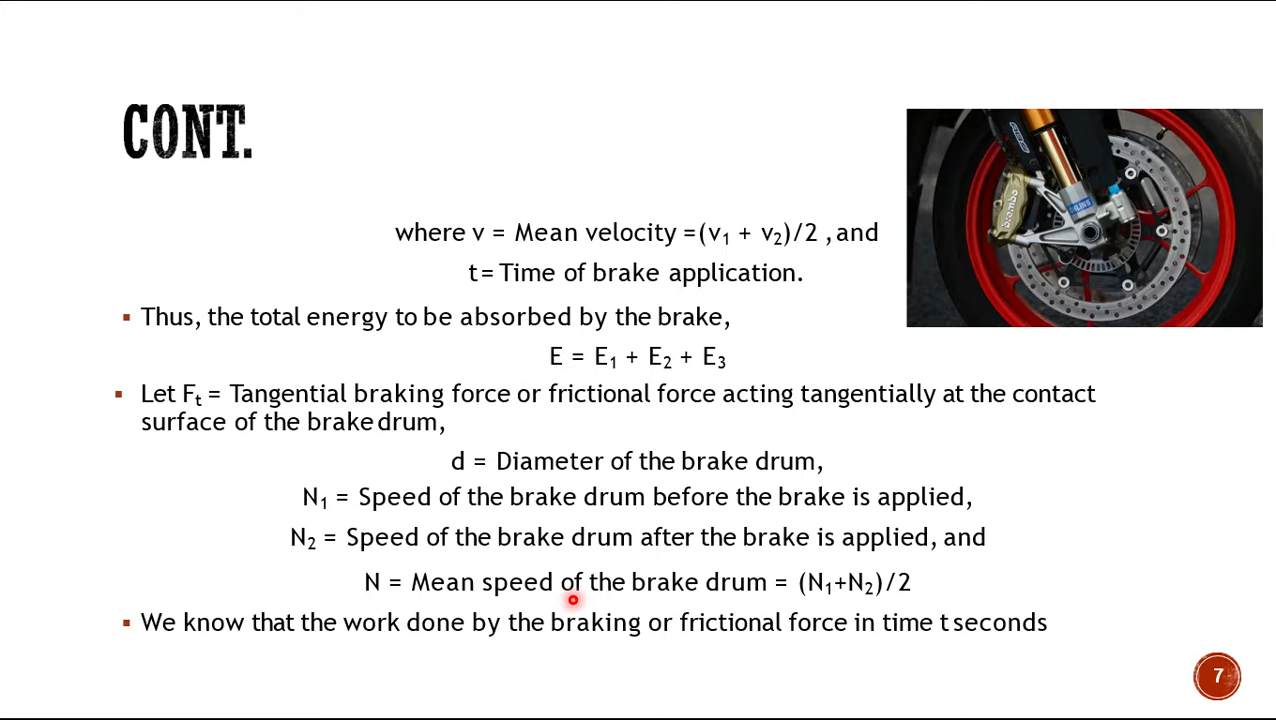 CONT.
where v = Mean velocity =(v₁ + v₂)/2 , and
t = Time of brake application.
▪ Thus, the total energy to be absorbed by the brake,
E = E₁ + E₂ + E₃
▪ Let Fₜ = Tangential braking force or frictional force acting tangentially at the contact
surface of the brake drum,
d = Diameter of the brake drum,
N₁ = Speed of the brake drum before the brake is applied,
N₂ = Speed of the brake drum after the brake is applied, and
N = Mean speed of the brake drum = (N₁+N₂)/2
▪ We know that the work done by the braking or frictional force in time t seconds
7
ABS
brembo